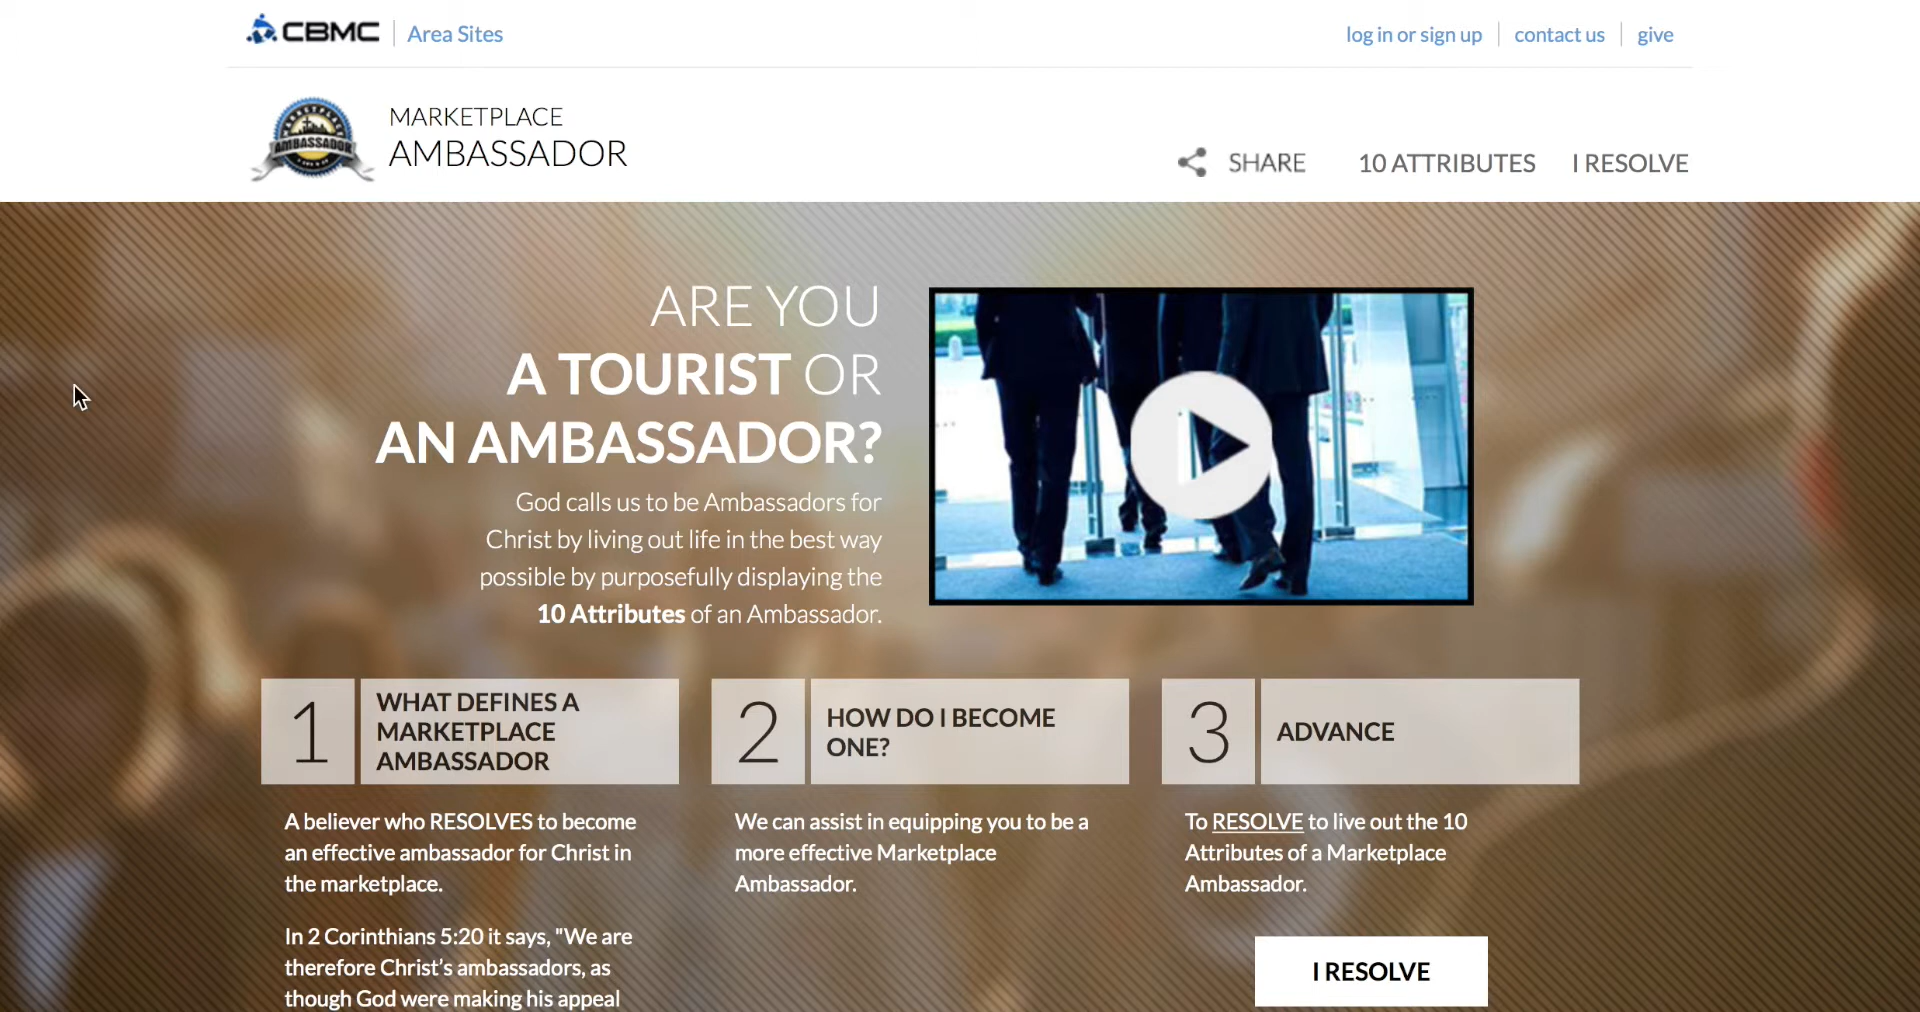 CBMC
Area Sites
log in or sign up
contact us
give
MARKETPLACE
AMBASSADOR
MARKETPLACE
AMBASSADOR
SHARE
10 ATTRIBUTES
I RESOLVE
ARE YOU
A TOURIST OR
AN AMBASSADOR?
God calls us to be Ambassadors for
Christ by living out life in the best way
possible by purposefully displaying the
10 Attributes of an Ambassador.
1
WHAT DEFINES A
MARKETPLACE
AMBASSADOR
A believer who RESOLVES to become
an effective ambassador for Christ in
the marketplace.
In 2 Corinthians 5:20 it says, "We are
therefore Christ’s ambassadors, as
though God were making his appeal
2
HOW DO I BECOME
ONE?
We can assist in equipping you to be a
more effective Marketplace
Ambassador.
3
ADVANCE
To RESOLVE to live out the 10
Attributes of a Marketplace
Ambassador.
I RESOLVE